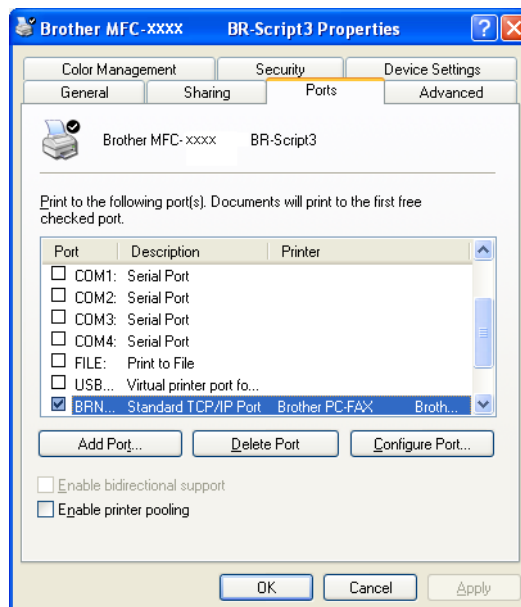 Brother MFC-xxxx BR-Script3 Properties
Color Management Security Device Settings
General Sharing Ports Advanced
Brother MFC-xxxx BR-Script3
Print to the following port(s). Documents will print to the first free
checked port.
Port Description Printer
COM1: Serial Port
COM2: Serial Port
COM3: Serial Port
COM4: Serial Port
FILE: Print to File
USB... Virtual printer port fo...
BRN... Standard TCP/IP Port Brother PC-FAX Broth...
Add Port... Delete Port Configure Port...
Enable bidirectional support
Enable printer pooling
OK Cancel Apply